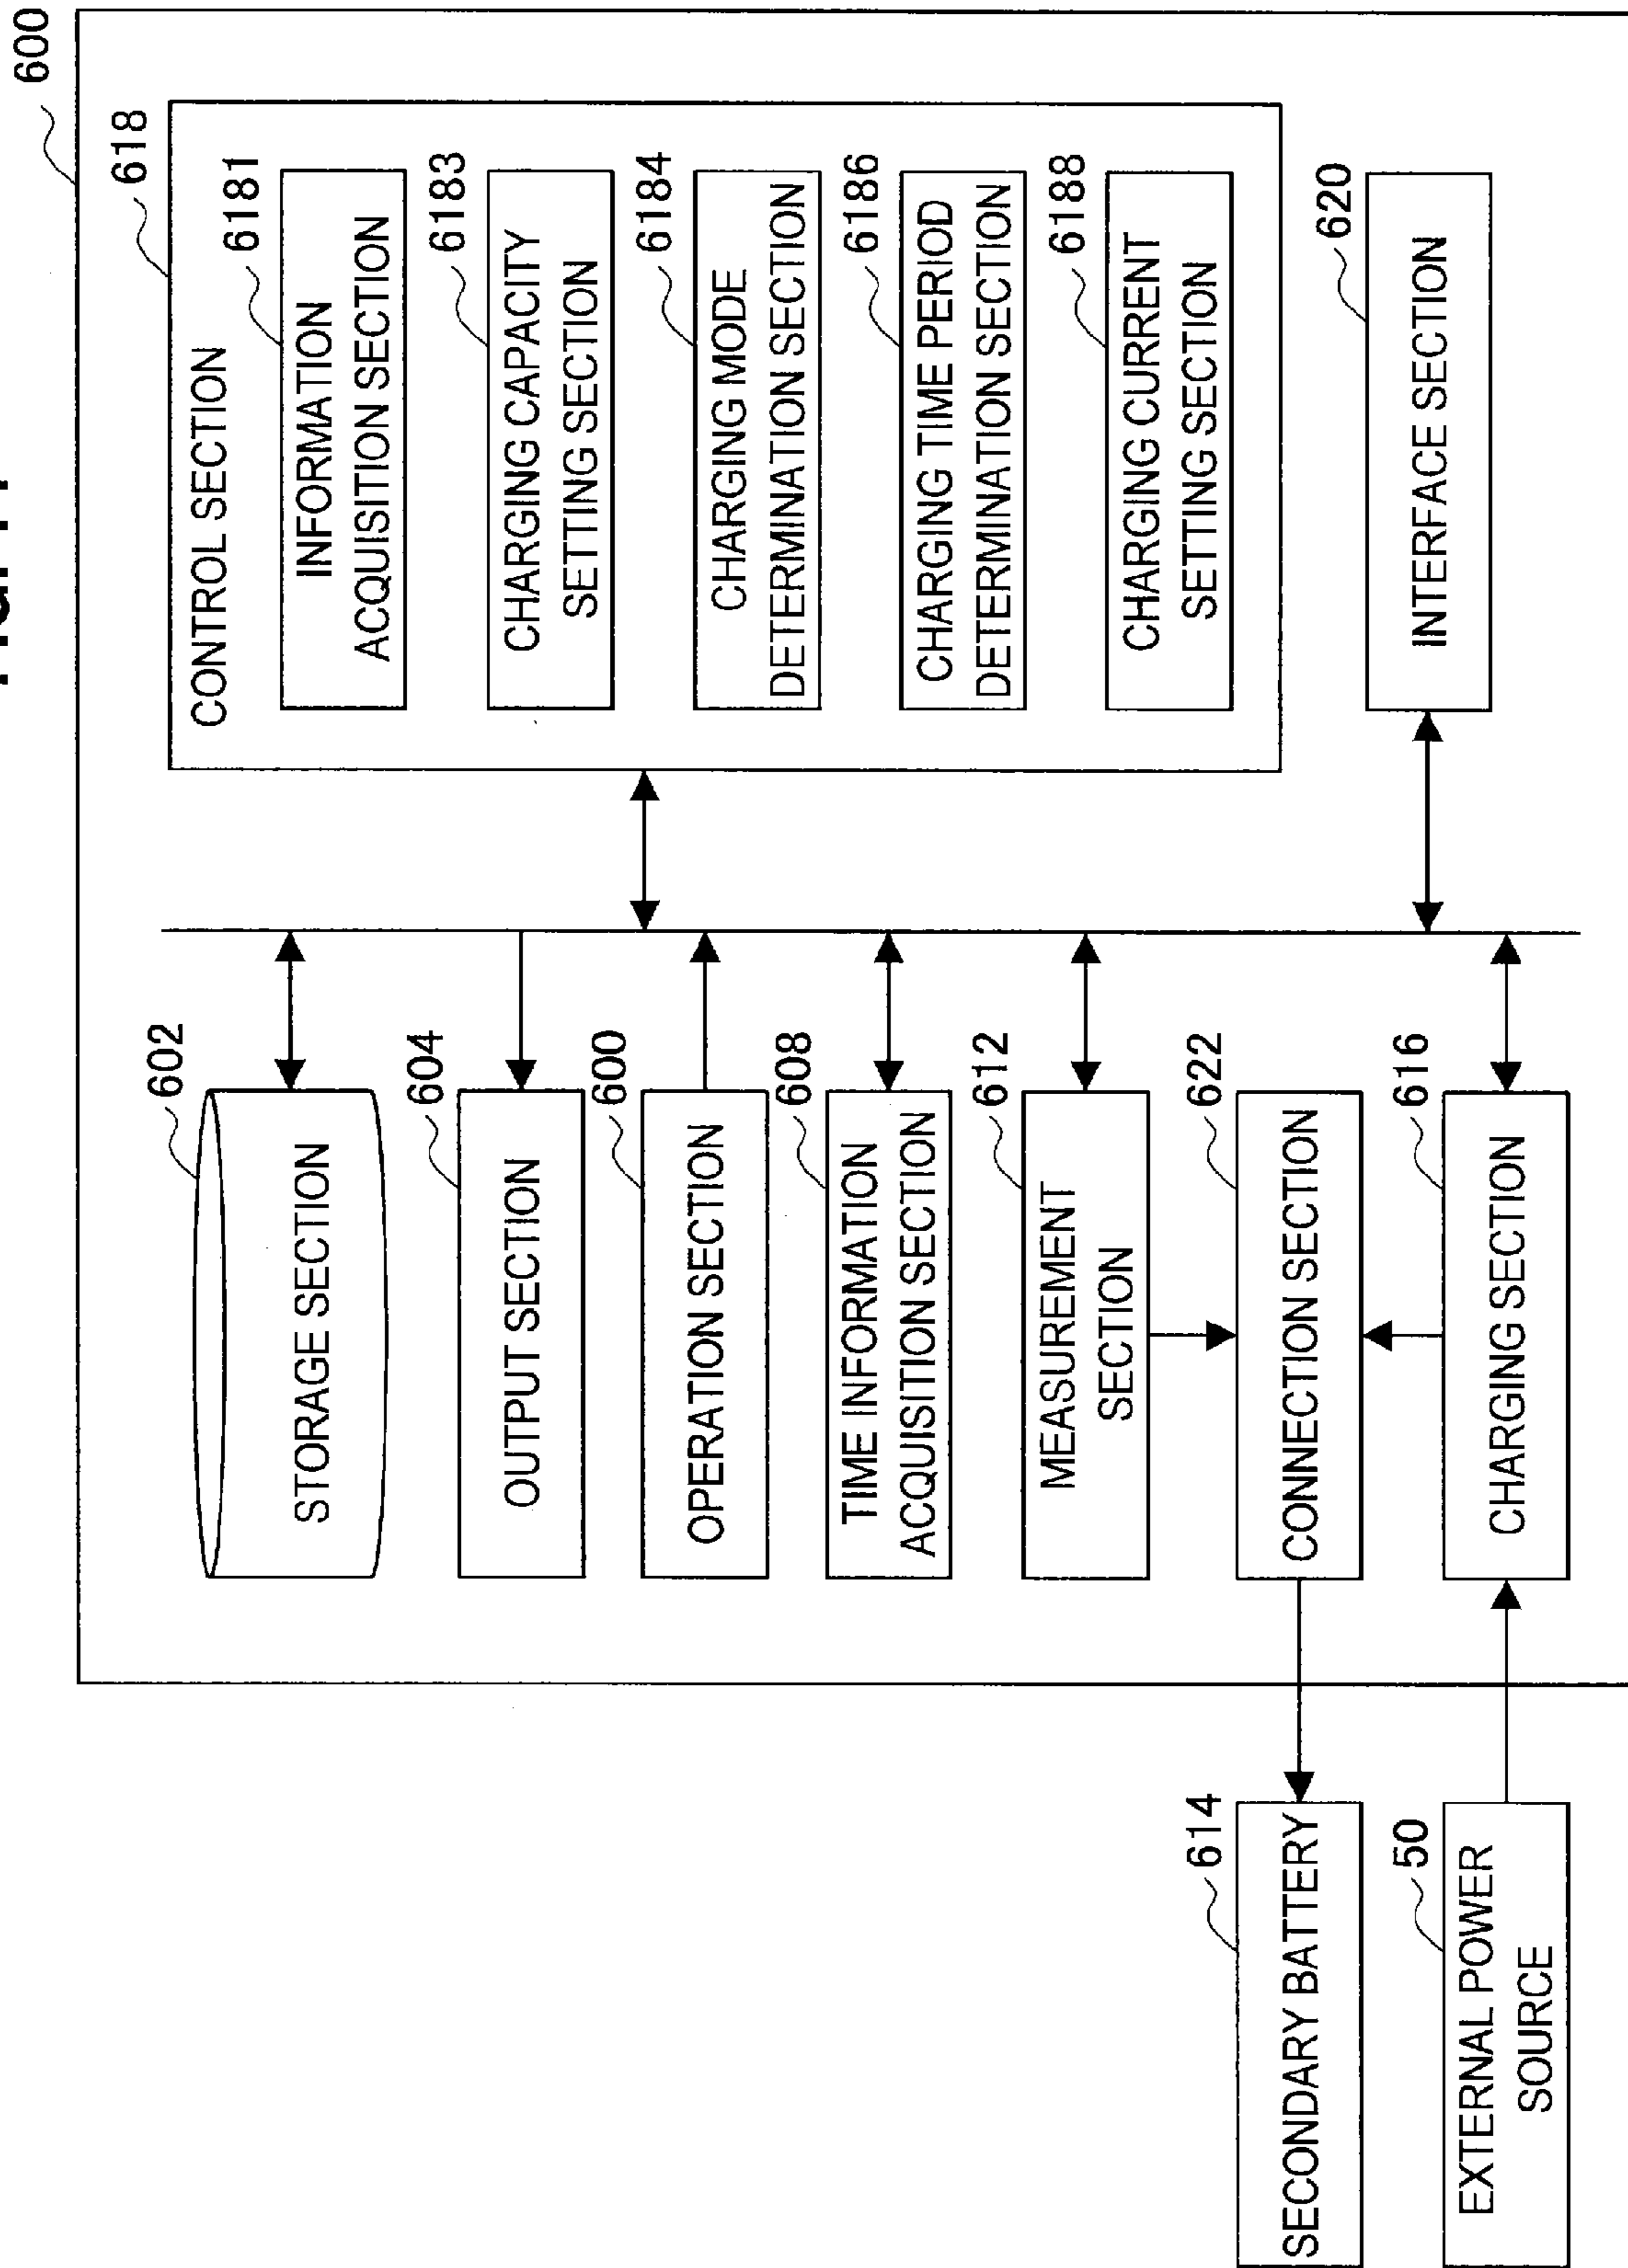 600
618
CONTROL SECTION
6181
INFORMATION
ACQUISITION SECTION
6183
CHARGING CAPACITY
SETTING SECTION
6184
CHARGING MODE
DETERMINATION SECTION
6186
CHARGING TIME PERIOD
DETERMINATION SECTION
6188
CHARGING CURRENT
SETTING SECTION
620
INTERFACE SECTION
602
STORAGE SECTION
604
OUTPUT SECTION
600
OPERATION SECTION
608
TIME INFORMATION
ACQUISITION SECTION
612
MEASUREMENT
SECTION
622
CONNECTION SECTION
616
CHARGING SECTION
614
SECONDARY BATTERY
50
EXTERNAL POWER
SOURCE